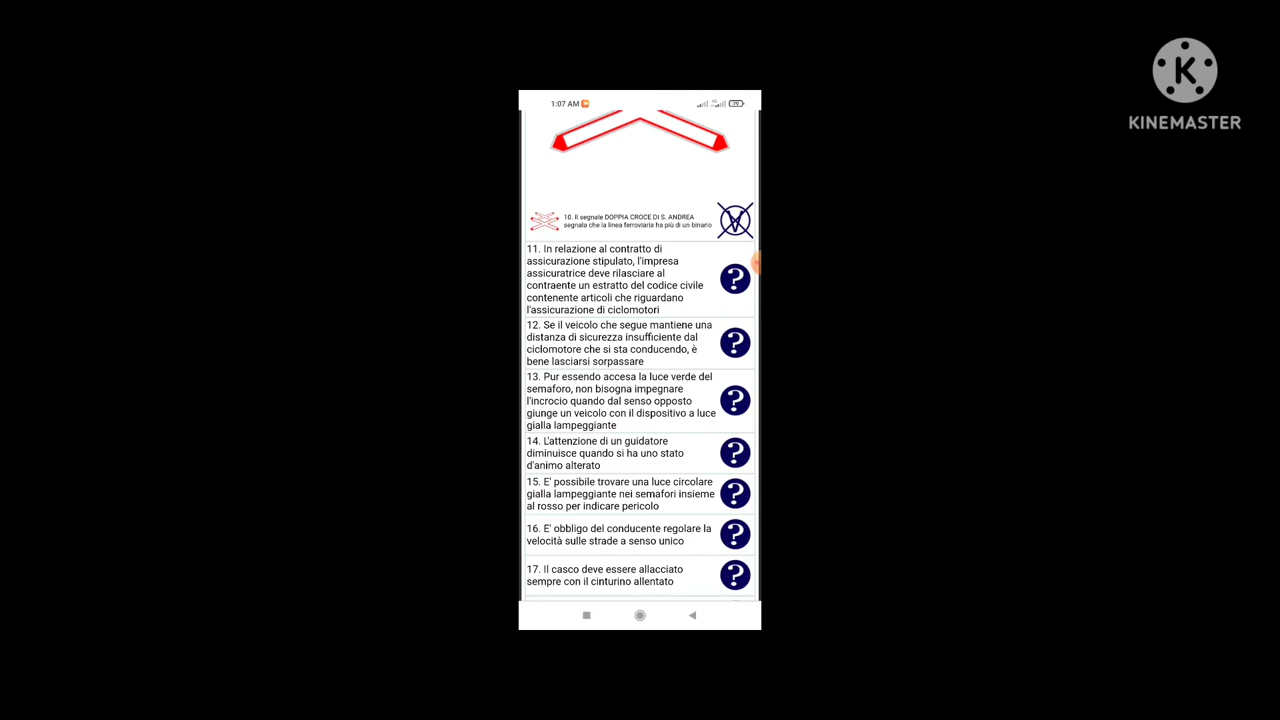 K
KINEMASTER
1:07 AM
79
10. Il segnale DOPPIA CROCE DI S. ANDREA
segnala che la linea ferroviaria ha più di un binario
V
11. In relazione al contratto di
assicurazione stipulato, l'impresa
assicuratrice deve rilasciare al
contraente un estratto del codice civile
contenente articoli che riguardano
l'assicurazione di ciclomotori
?
12. Se il veicolo che segue mantiene una
distanza di sicurezza insufficiente dal
ciclomotore che si sta conducendo, è
bene lasciarsi sorpassare
?
13. Pur essendo accesa la luce verde del
semaforo, non bisogna impegnare
l'incrocio quando dal senso opposto
giunge un veicolo con il dispositivo a luce
gialla lampeggiante
?
14. L'attenzione di un guidatore
diminuisce quando si ha uno stato
d'animo alterato
?
15. E' possibile trovare una luce circolare
gialla lampeggiante nei semafori insieme
al rosso per indicare pericolo
?
16. E' obbligo del conducente regolare la
velocità sulle strade a senso unico
?
17. Il casco deve essere allacciato
sempre con il cinturino allentato
?